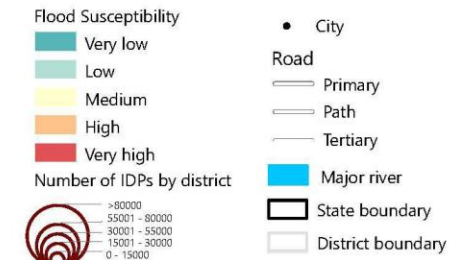 Flood Susceptibility
Very low
Low
Medium
High
Very high
Number of IDPs by district
>80000
55001 - 80000
30001 - 55000
15001 - 30000
0 - 15000
City
Road
Primary
Path
Tertiary
Major river
State boundary
District boundary